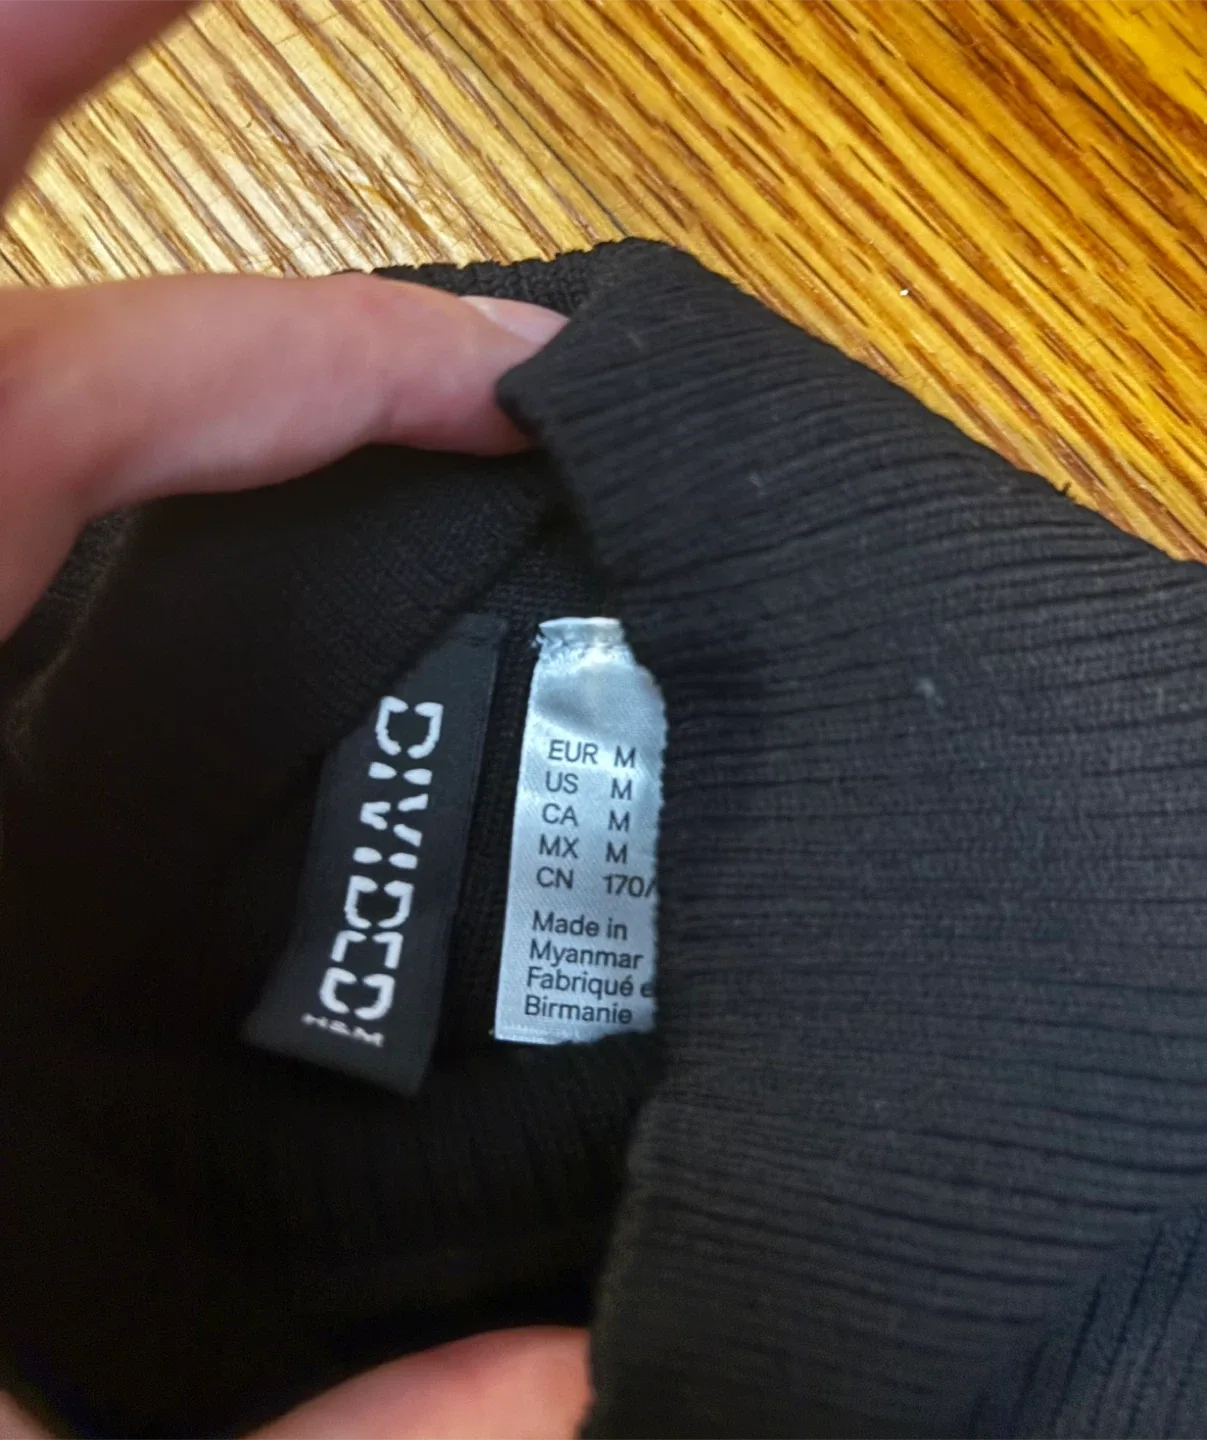 DIVIDED
H&M
EUR M
US M
CA M
MX M
CN 170/
Made in
Myanmar
Fabriqué e
Birmanie